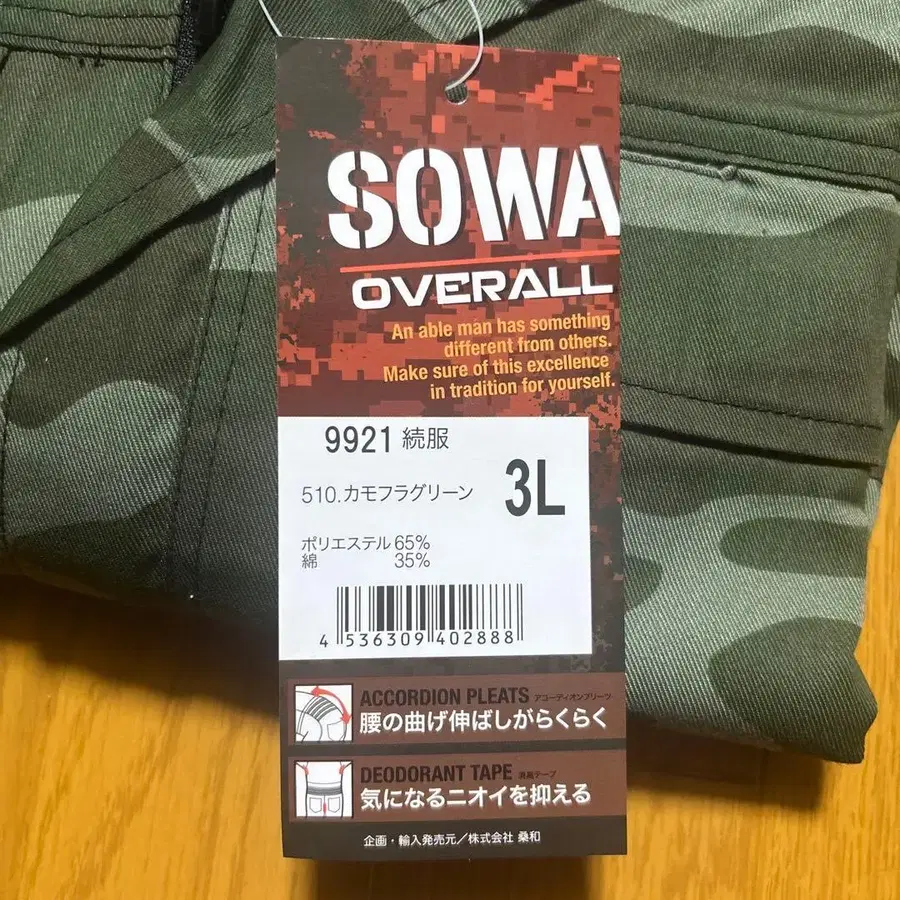 SOWA
OVERALL
An able man has something
different from others.
Make sure of this excellence
in tradition for yourself.
9921 続服
510.カモフラグリーン
3L
ポリエステル 65%
綿 35%
4 536309 402888
ACCORDION PLEATS アコーディオンプリーツ
腰の曲げ伸ばしがらくらく
DEODORANT TAPE 消臭テープ
気になるニオイを抑える
企画・輸入発売元/株式会社 桑和